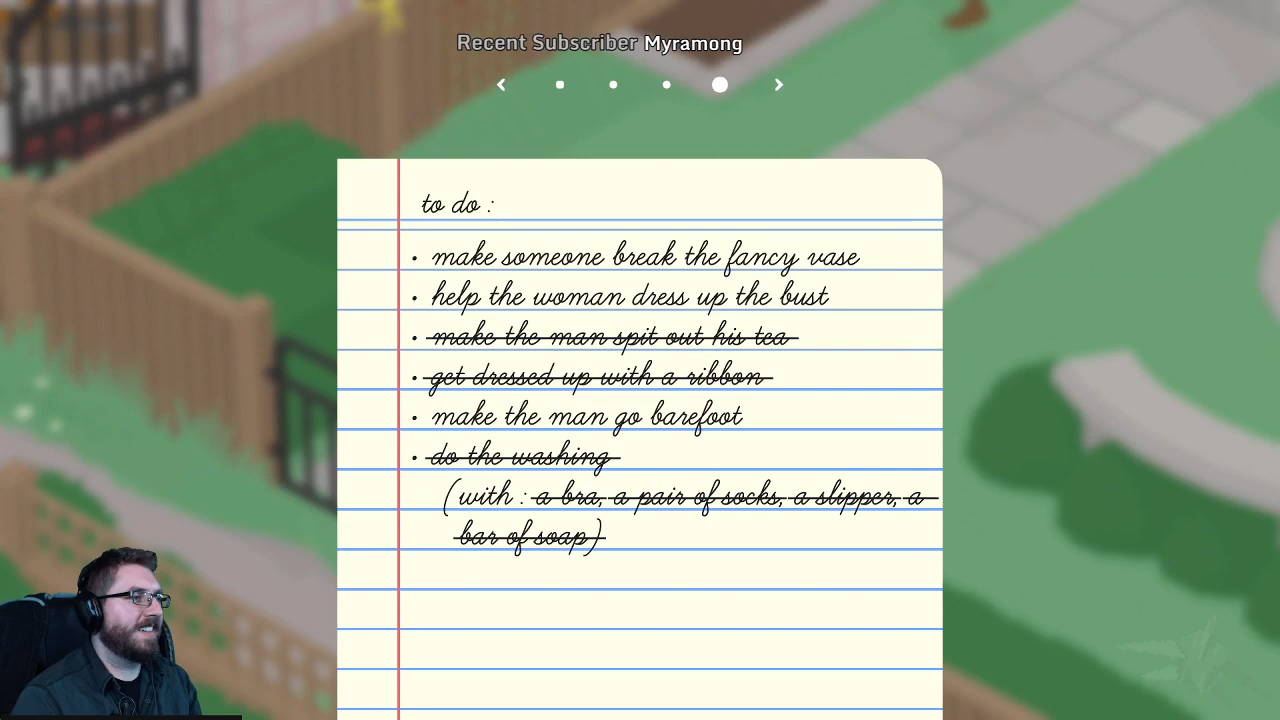 Recent Subscriber Myramong
to do :
• make someone break the fancy vase
• help the woman dress up the bust
• make the man spit out his tea
• get dressed up with a ribbon
• make the man go barefoot
• do the washing
(with : a bra, a pair of socks, a slipper, a
bar of soap)